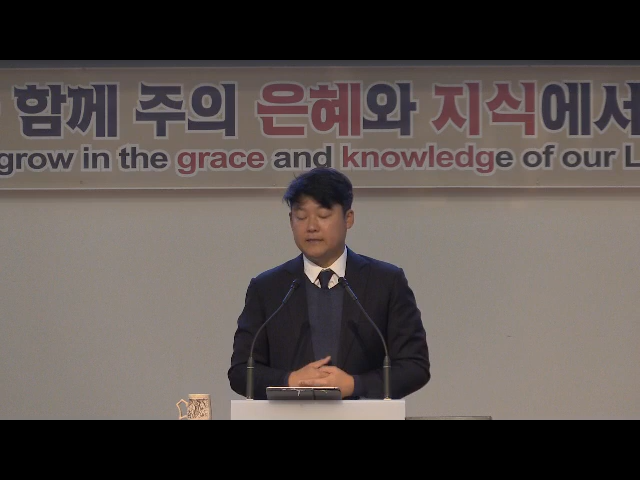 함께 주의 은혜와 지식에서
grow in the grace and knowledge of our L